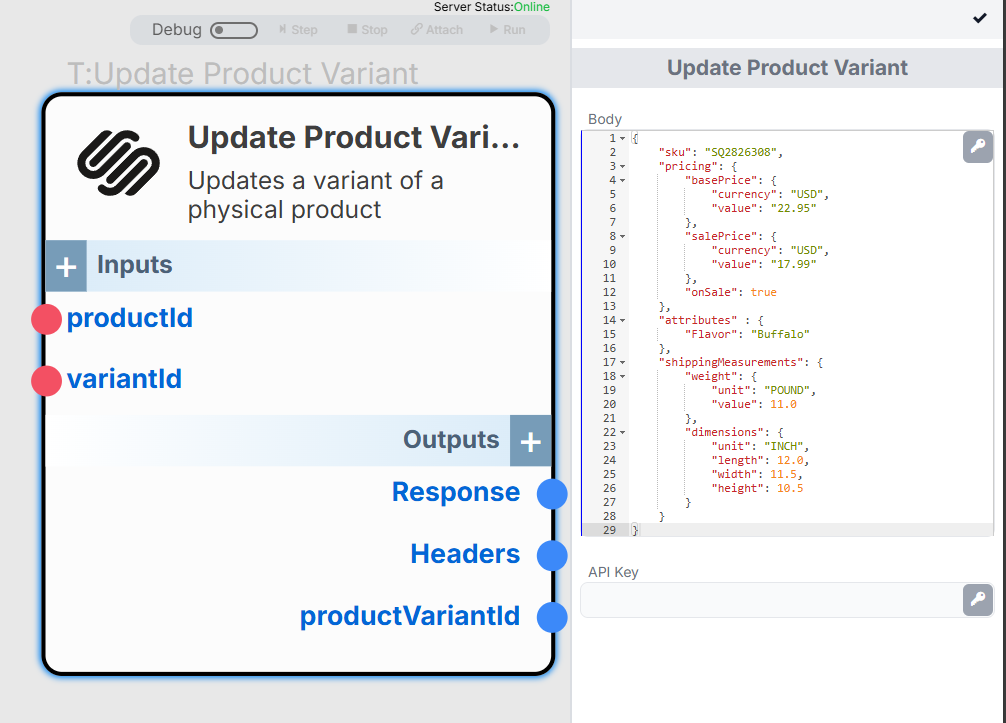 Server Status:Online
Debug
Step
Stop
Attach
Run
T:Update Product Variant
Update Product Vari...
Updates a variant of a
physical product
Inputs
productId
variantId
Outputs
Response
Headers
productVariantId
Update Product Variant
Body
1 {
2 "sku": "SQ2826308",
3 "pricing": {
4 "basePrice": {
5 "currency": "USD",
6 "value": "22.95"
7 },
8 "salePrice": {
9 "currency": "USD",
10 "value": "17.99"
11 },
12 "onSale": true
13 },
14 "attributes" : {
15 "Flavor": "Buffalo"
16 },
17 "shippingMeasurements": {
18 "weight": {
19 "unit": "POUND",
20 "value": 11.0
21 },
22 "dimensions": {
23 "unit": "INCH",
24 "length": 12.0,
25 "width": 11.5,
26 "height": 10.5
27 }
28 }
29 }
API Key